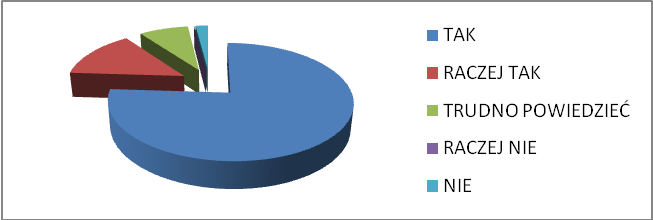 TAK
RACZEJ TAK
TRUDNO POWIEDZIEĆ
RACZEJ NIE
NIE